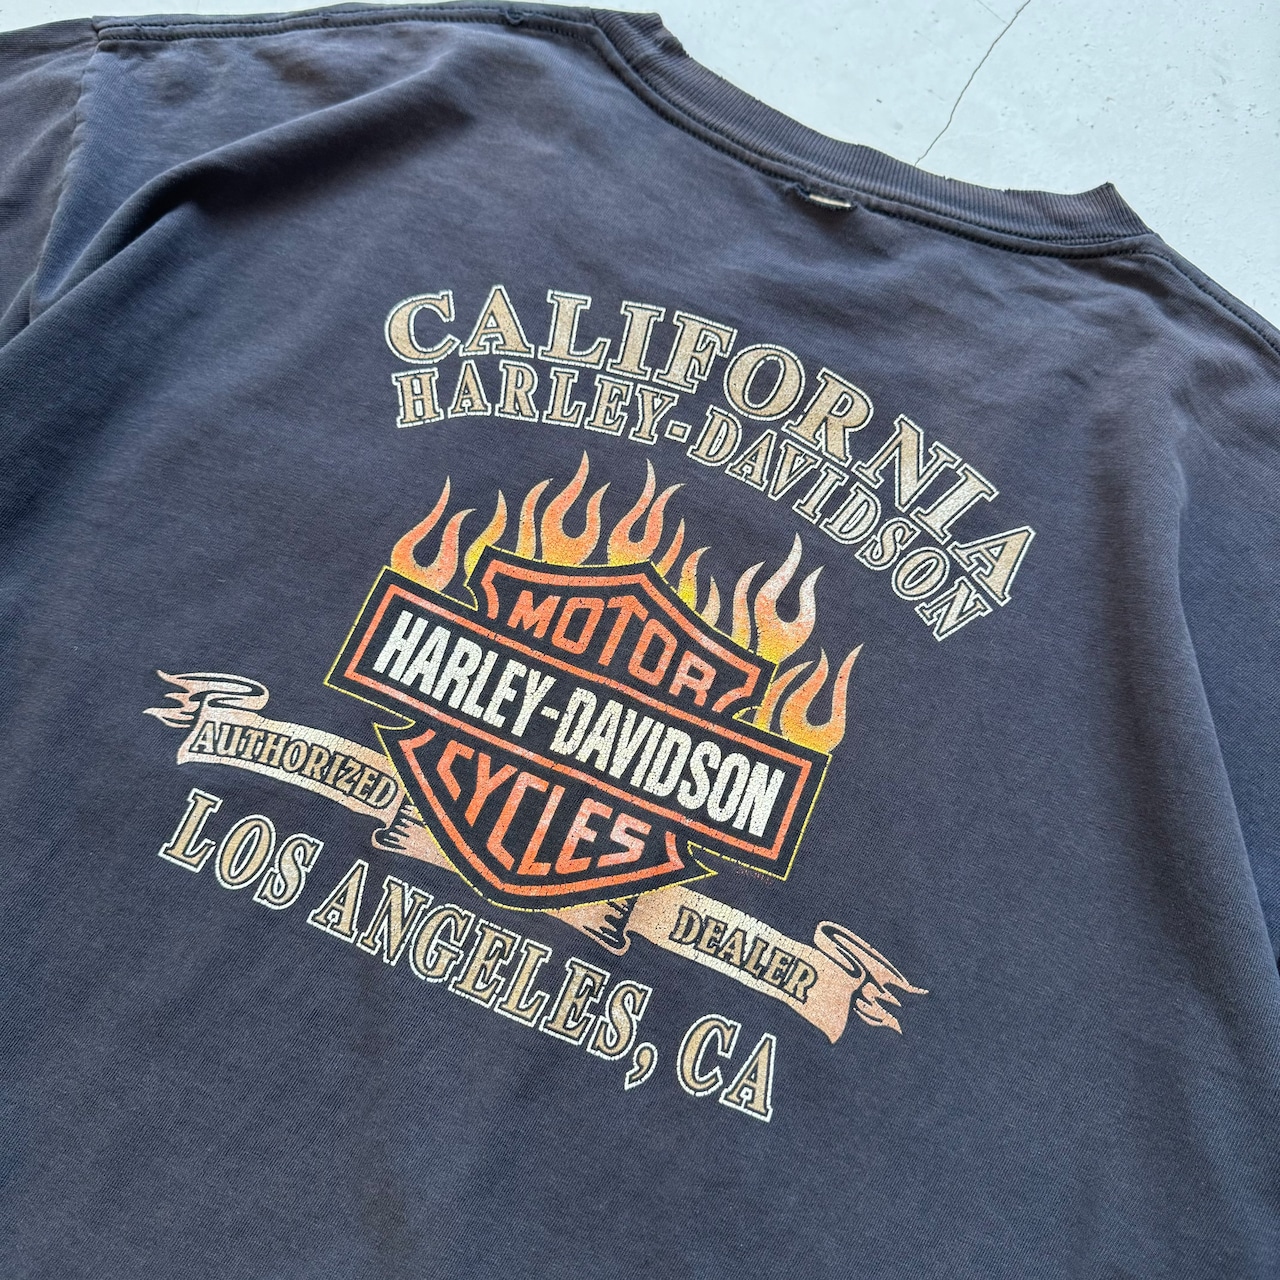 CALIFORNIA
HARLEY-DAVIDSON
MOTOR
HARLEY-DAVIDSON
CYCLES
AUTHORIZED
DEALER
LOS ANGELES, CA